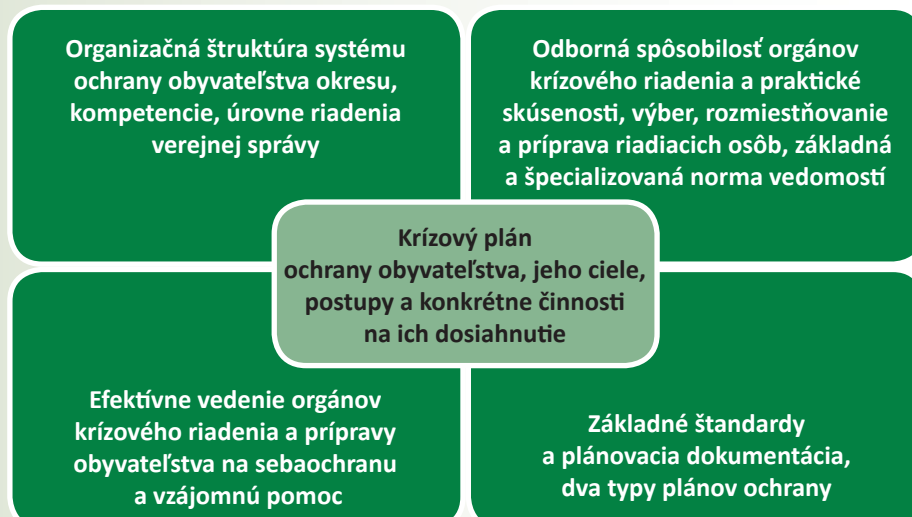 Organizačná štruktúra systému
ochrany obyvateľstva okresu,
kompetencie, úrovne riadenia
verejnej správy
Odborná spôsobilosť orgánov
krízového riadenia a praktické
skúsenosti, výber, rozmiestňovanie
a príprava riadiacich osôb, základná
a špecializovaná norma vedomostí
Krízový plán
ochrany obyvateľstva, jeho ciele,
postupy a konkrétne činnosti
na ich dosiahnutie
Efektívne vedenie orgánov
krízového riadenia a prípravy
obyvateľstva na sebaochranu
a vzájomnú pomoc
Základné štandardy
a plánovacia dokumentácia,
dva typy plánov ochrany